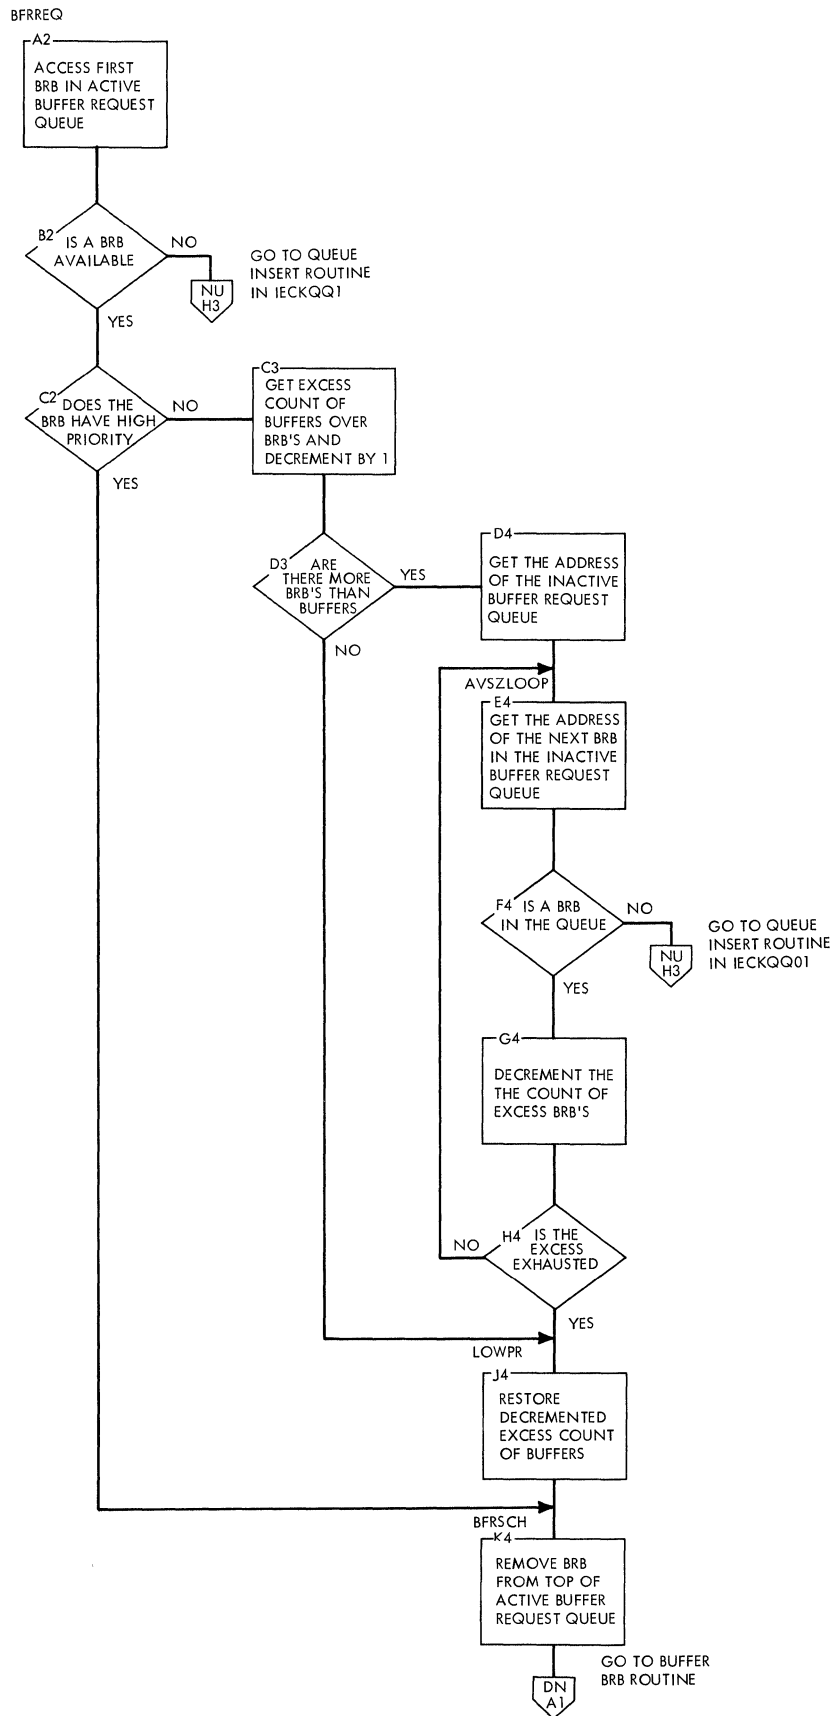 BFRREQ
A2
ACCESS FIRST
BRB IN ACTIVE
BUFFER REQUEST
QUEUE
B2
IS A BRB
AVAILABLE
NO
NU
H3
GO TO QUEUE
INSERT ROUTINE
IN IECKQQ1
YES
C2
DOES THE
BRB HAVE HIGH
PRIORITY
NO
YES
C3
GET EXCESS
COUNT OF
BUFFERS OVER
BRB'S AND
DECREMENT BY 1
D3
ARE
THERE MORE
BRB'S THAN
BUFFERS
YES
NO
D4
GET THE ADDRESS
OF THE INACTIVE
BUFFER REQUEST
QUEUE
AVSZLOOP
E4
GET THE ADDRESS
OF THE NEXT BRB
IN THE INACTIVE
BUFFER REQUEST
QUEUE
F4
IS A BRB
IN THE QUEUE
NO
NU
H3
GO TO QUEUE
INSERT ROUTINE
IN IECKQQ01
YES
G4
DECREMENT THE
THE COUNT OF
EXCESS BRB'S
H4
IS THE
EXCESS
EXHAUSTED
NO
YES
LOWPR
J4
RESTORE
DECREMENTED
EXCESS COUNT
OF BUFFERS
BFRSCH
K4
REMOVE BRB
FROM TOP OF
ACTIVE BUFFER
REQUEST QUEUE
GO TO BUFFER
BRB ROUTINE
DN
A1